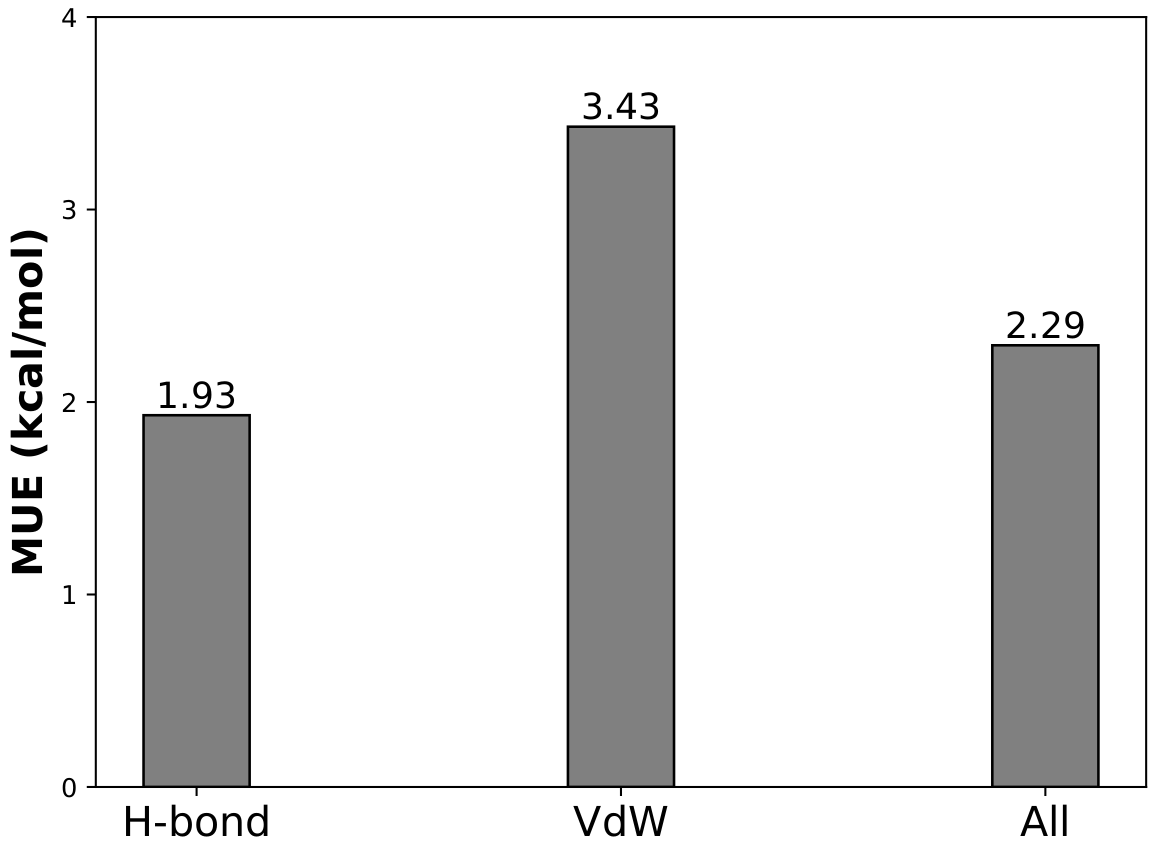 MUE (kcal/mol)
4
3
2
1
0
1.93
3.43
2.29
H-bond
VdW
All